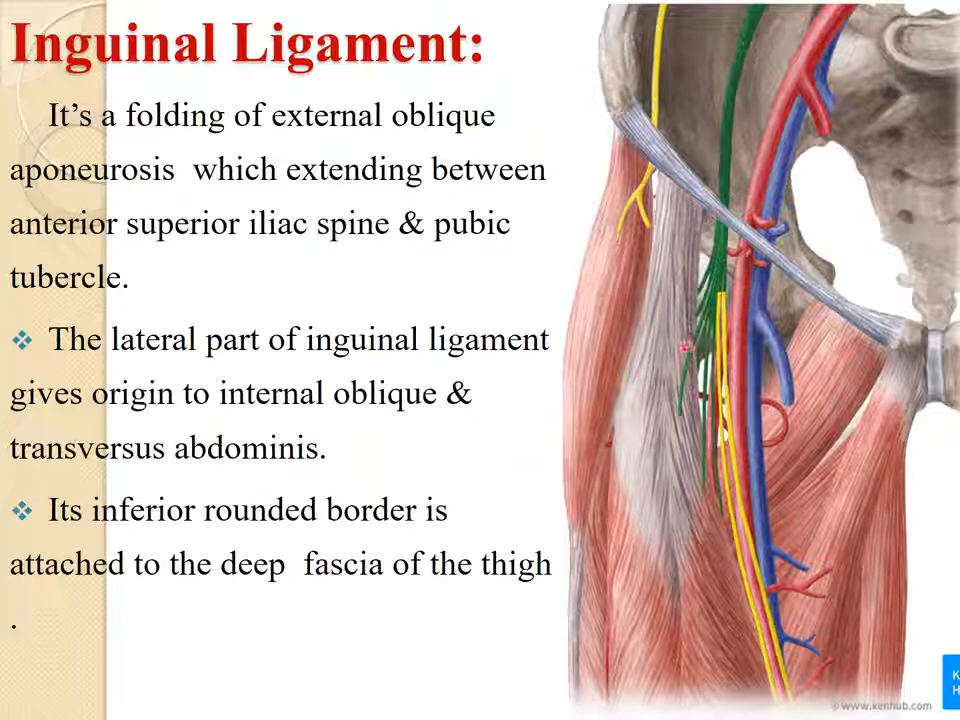 Inguinal Ligament:
It’s a folding of external oblique
aponeurosis which extending between
anterior superior iliac spine & pubic
tubercle.
❖ The lateral part of inguinal ligament
gives origin to internal oblique &
transversus abdominis.
❖ Its inferior rounded border is
attached to the deep fascia of the thigh
.
K
H
© www.kenhub.com